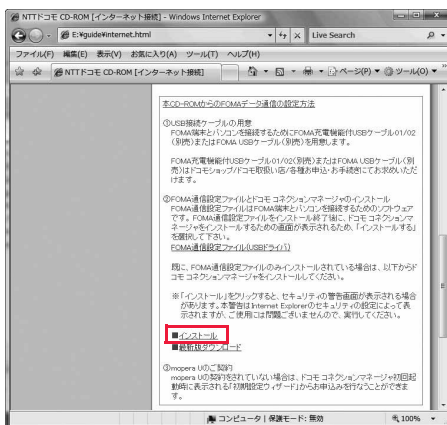 NTTドコモ CD-ROM [インターネット接続] - Windows Internet Explorer
E:¥guide¥internet.html
Live Search
ファイル(F) 編集(E) 表示(V) お気に入り(A) ツール(T) ヘルプ(H)
NTTドコモ CD-ROM [インターネット接続]
ページ(P) ツール(O)
本CD-ROMからのFOMAデータ通信の設定方法
①USB接続ケーブルの用意
FOMA端末とパソコンを接続するためにFOMA充電機能付USBケーブル01/02
(別売)またはFOMA USBケーブル(別売)を用意します。
FOMA充電機能付USBケーブル01/02(別売)またはFOMA USBケーブル(別
売)はドコモショップ/ドコモ取扱い店/各種お申込・お手続きにてお求めいただ
けます。
②FOMA通信設定ファイルとドコモ コネクションマネージャのインストール
FOMA通信設定ファイルはFOMA端末とパソコンを接続するためのソフトウェア
です。FOMA通信設定ファイルをインストール終了後に、ドコモ コネクションマ
ネージャをインストールするための画面が表示されるため、「インストールする」
を選択して下さい。
FOMA通信設定ファイル(USBドライバ)
既に、FOMA通信設定ファイルのみインストールされている場合は、以下からド
コモ コネクションマネージャをインストールしてください。
※「インストール」をクリックすると、セキュリティの警告画面が表示される場合
があります。本警告はInternet Explorerのセキュリティの設定によって表
示されますが、ご使用には問題ございませんので、実行してください。
■インストール
■最新版ダウンロード
③mopera Uのご契約
mopera Uの契約をされていない場合は、ドコモ コネクションマネージャ初回起
動時に表示される「初期設定ウィザード」からお申込みを行なうことができま
す。
コンピュータ | 保護モード: 無効
100%